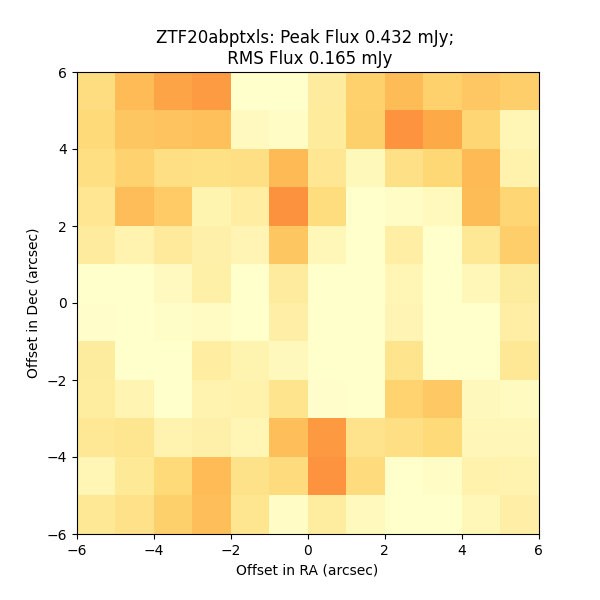 ZTF20abptxls: Peak Flux 0.432 mJy;
RMS Flux 0.165 mJy
6
4
2
0
−2
−4
−6
Offset in Dec (arcsec)
−6 −4 −2 0 2 4 6
Offset in RA (arcsec)